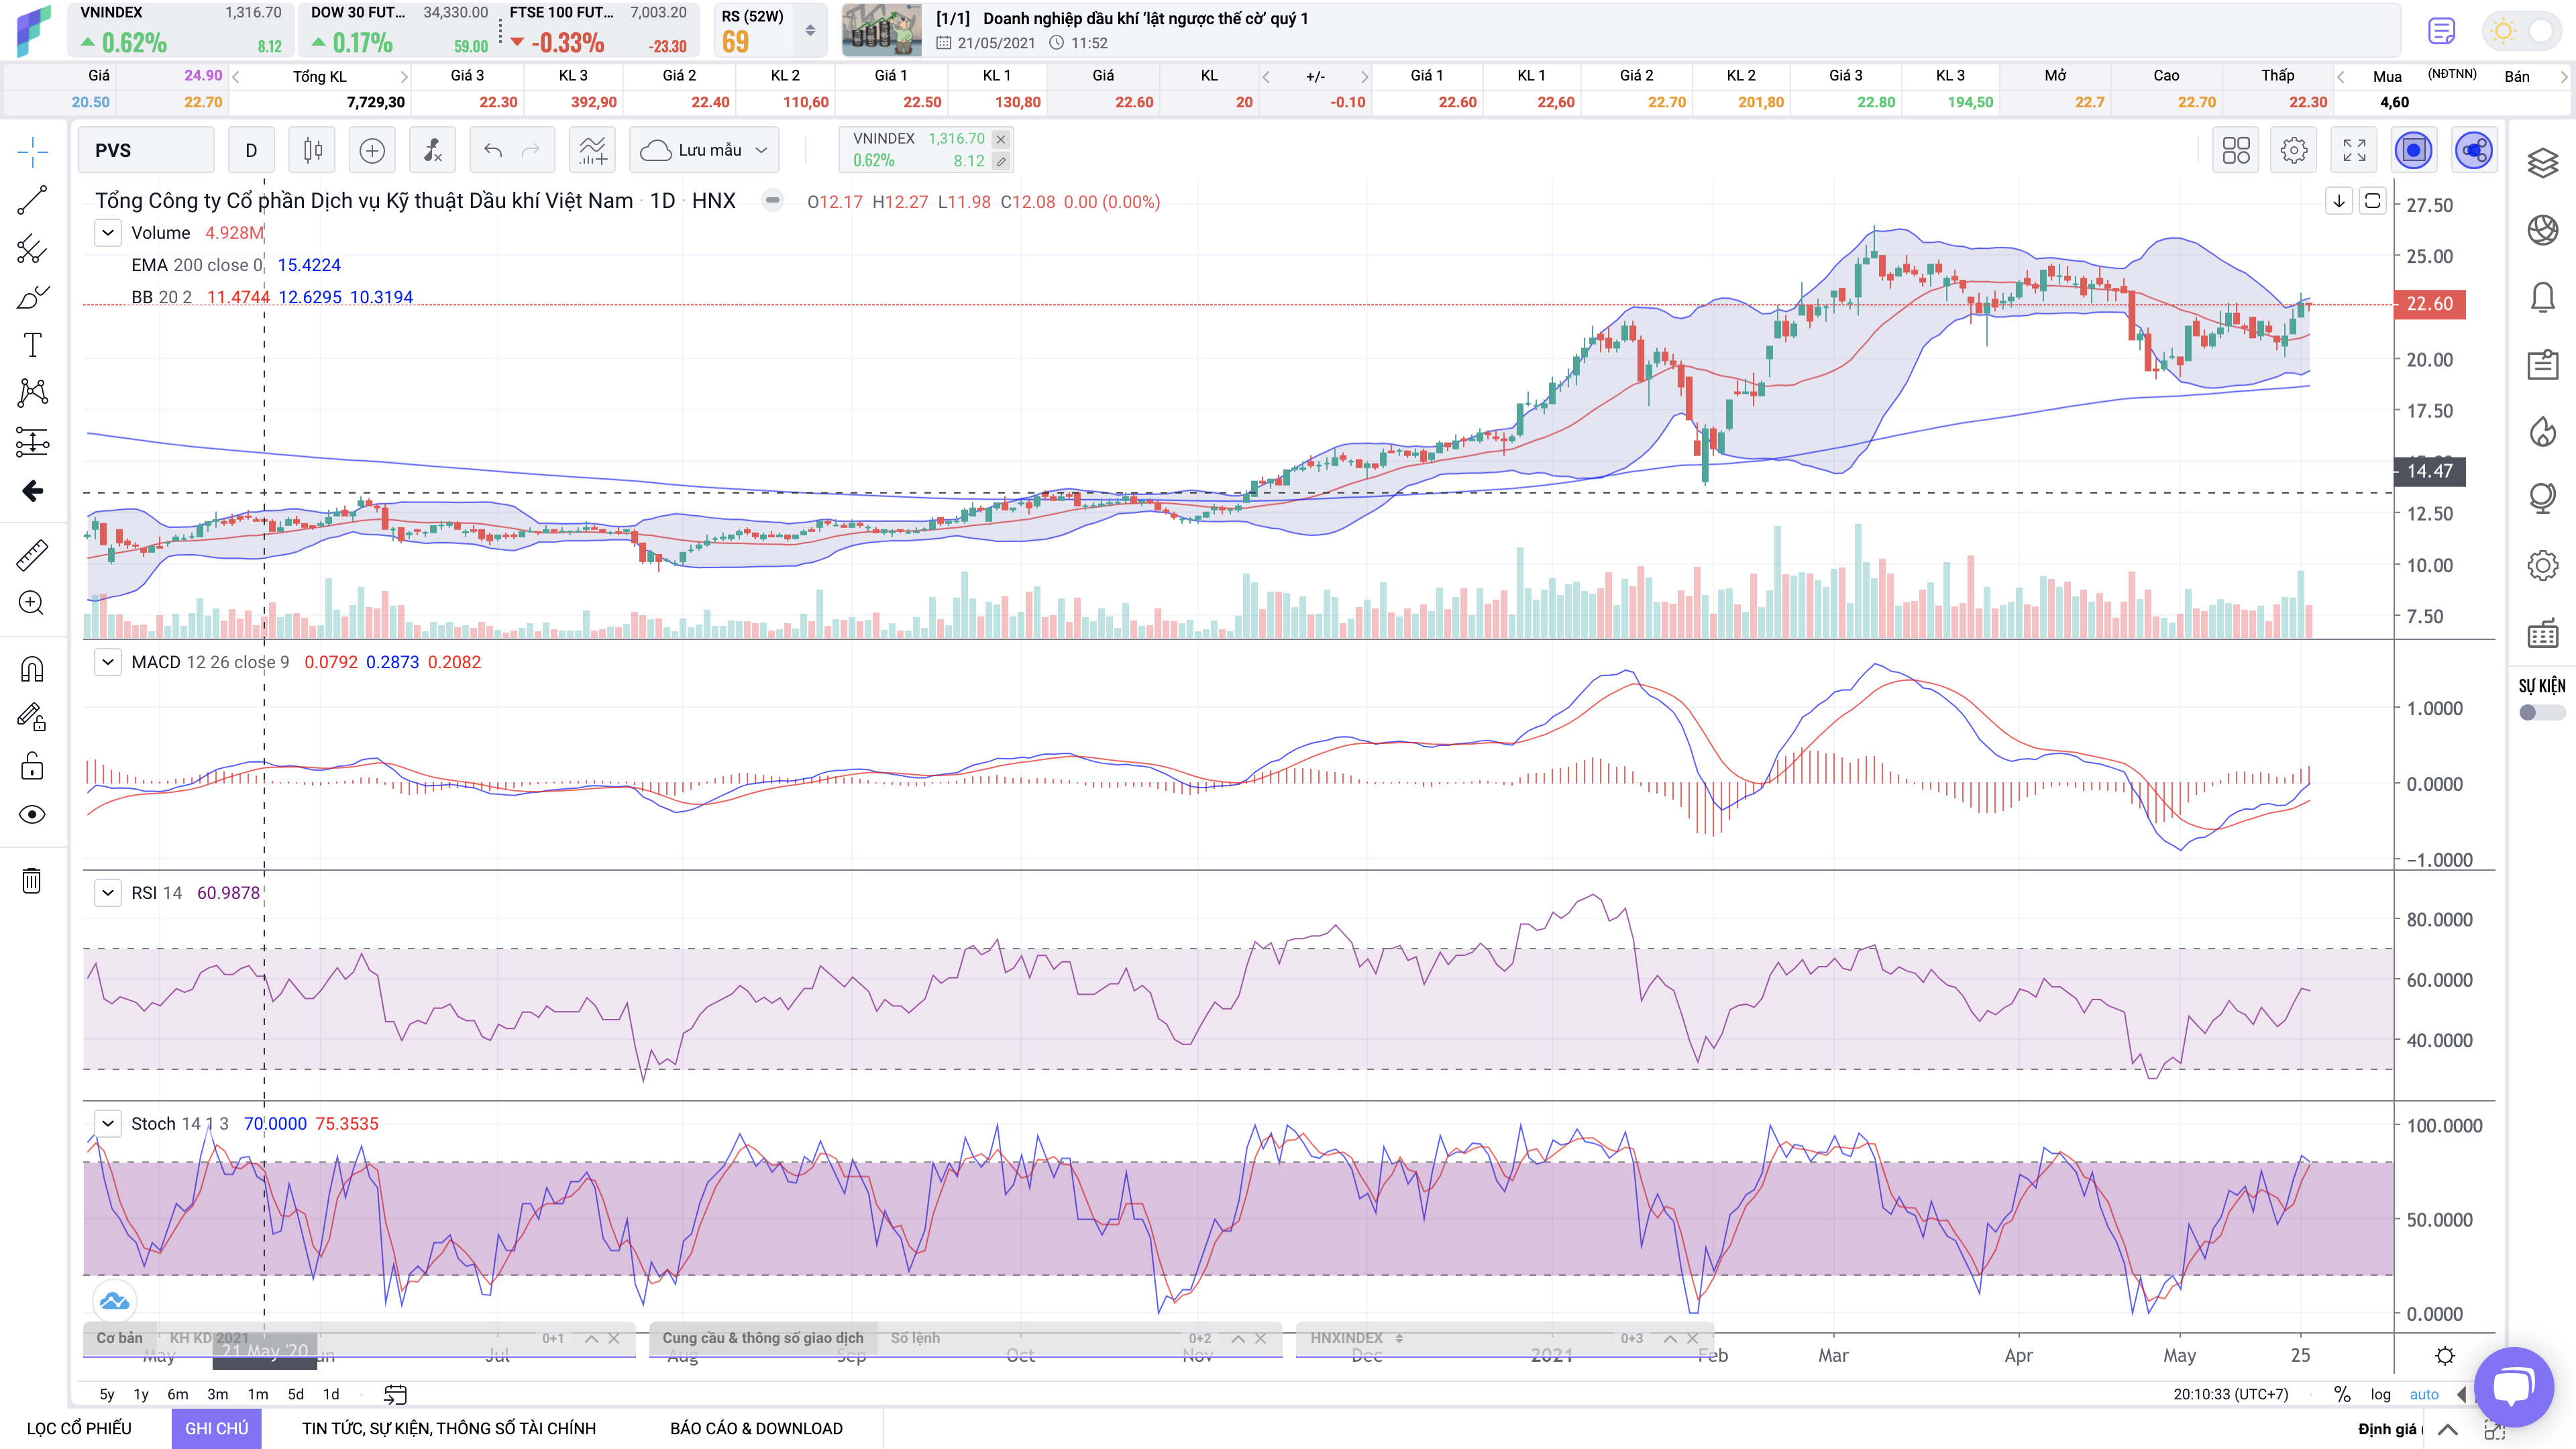 VNINDEX 1,316.70 DOW 30 FUT... 34,330.00 FTSE 100 FUT... 7,003.20 RS (52W) [1/1] Doanh nghiệp dầu khí ‘lật ngược thế cờ’ quý 1
0.62% 8.12 0.17% 59.00 -0.33% -23.30 69 21/05/2021 11:52
Giá 24.90 Tổng KL Giá 3 KL 3 Giá 2 KL 2 Giá 1 KL 1 Giá KL +/- Giá 1 KL 1 Giá 2 KL 2 Giá 3 KL 3 Mở Cao Thấp Mua (NĐTNN) Bán
20.50 22.70 7,729,30 22.30 392,90 22.40 110,60 22.50 130,80 22.60 20 -0.10 22.60 22,60 22.70 201,80 22.80 194,50 22.7 22.70 22.30 4,60
PVS D Lưu mẫu VNINDEX 1,316.70
0.62% 8.12
Tổng Công ty Cổ phần Dịch vụ Kỹ thuật Dầu khí Việt Nam · 1D · HNX O12.17 H12.27 L11.98 C12.08 0.00 (0.00%)
Volume 4.928M
EMA 200 close 0 15.4224
BB 20 2 11.4744 12.6295 10.3194
27.50
25.00
22.60
20.00
17.50
14.47
12.50
10.00
7.50
MACD 12 26 close 9 0.0792 0.2873 0.2082
1.0000
0.0000
−1.0000
SỰ KIỆN
RSI 14 60.9878
80.0000
60.0000
40.0000
Stoch 14 1 3 70.0000 75.3535
100.0000
50.0000
0.0000
Cơ bản KH KD 2021 0+1 Cung cầu & thông số giao dịch Sổ lệnh 0+2 HNXINDEX 0+3
May 21 May '20 Jul Aug Sep Oct Nov Dec 2021 Feb Mar Apr May 25
5y 1y 6m 3m 1m 5d 1d 20:10:33 (UTC+7) % log auto
LỌC CỔ PHIẾU GHI CHÚ TIN TỨC, SỰ KIỆN, THÔNG SỐ TÀI CHÍNH BÁO CÁO & DOWNLOAD Định giá